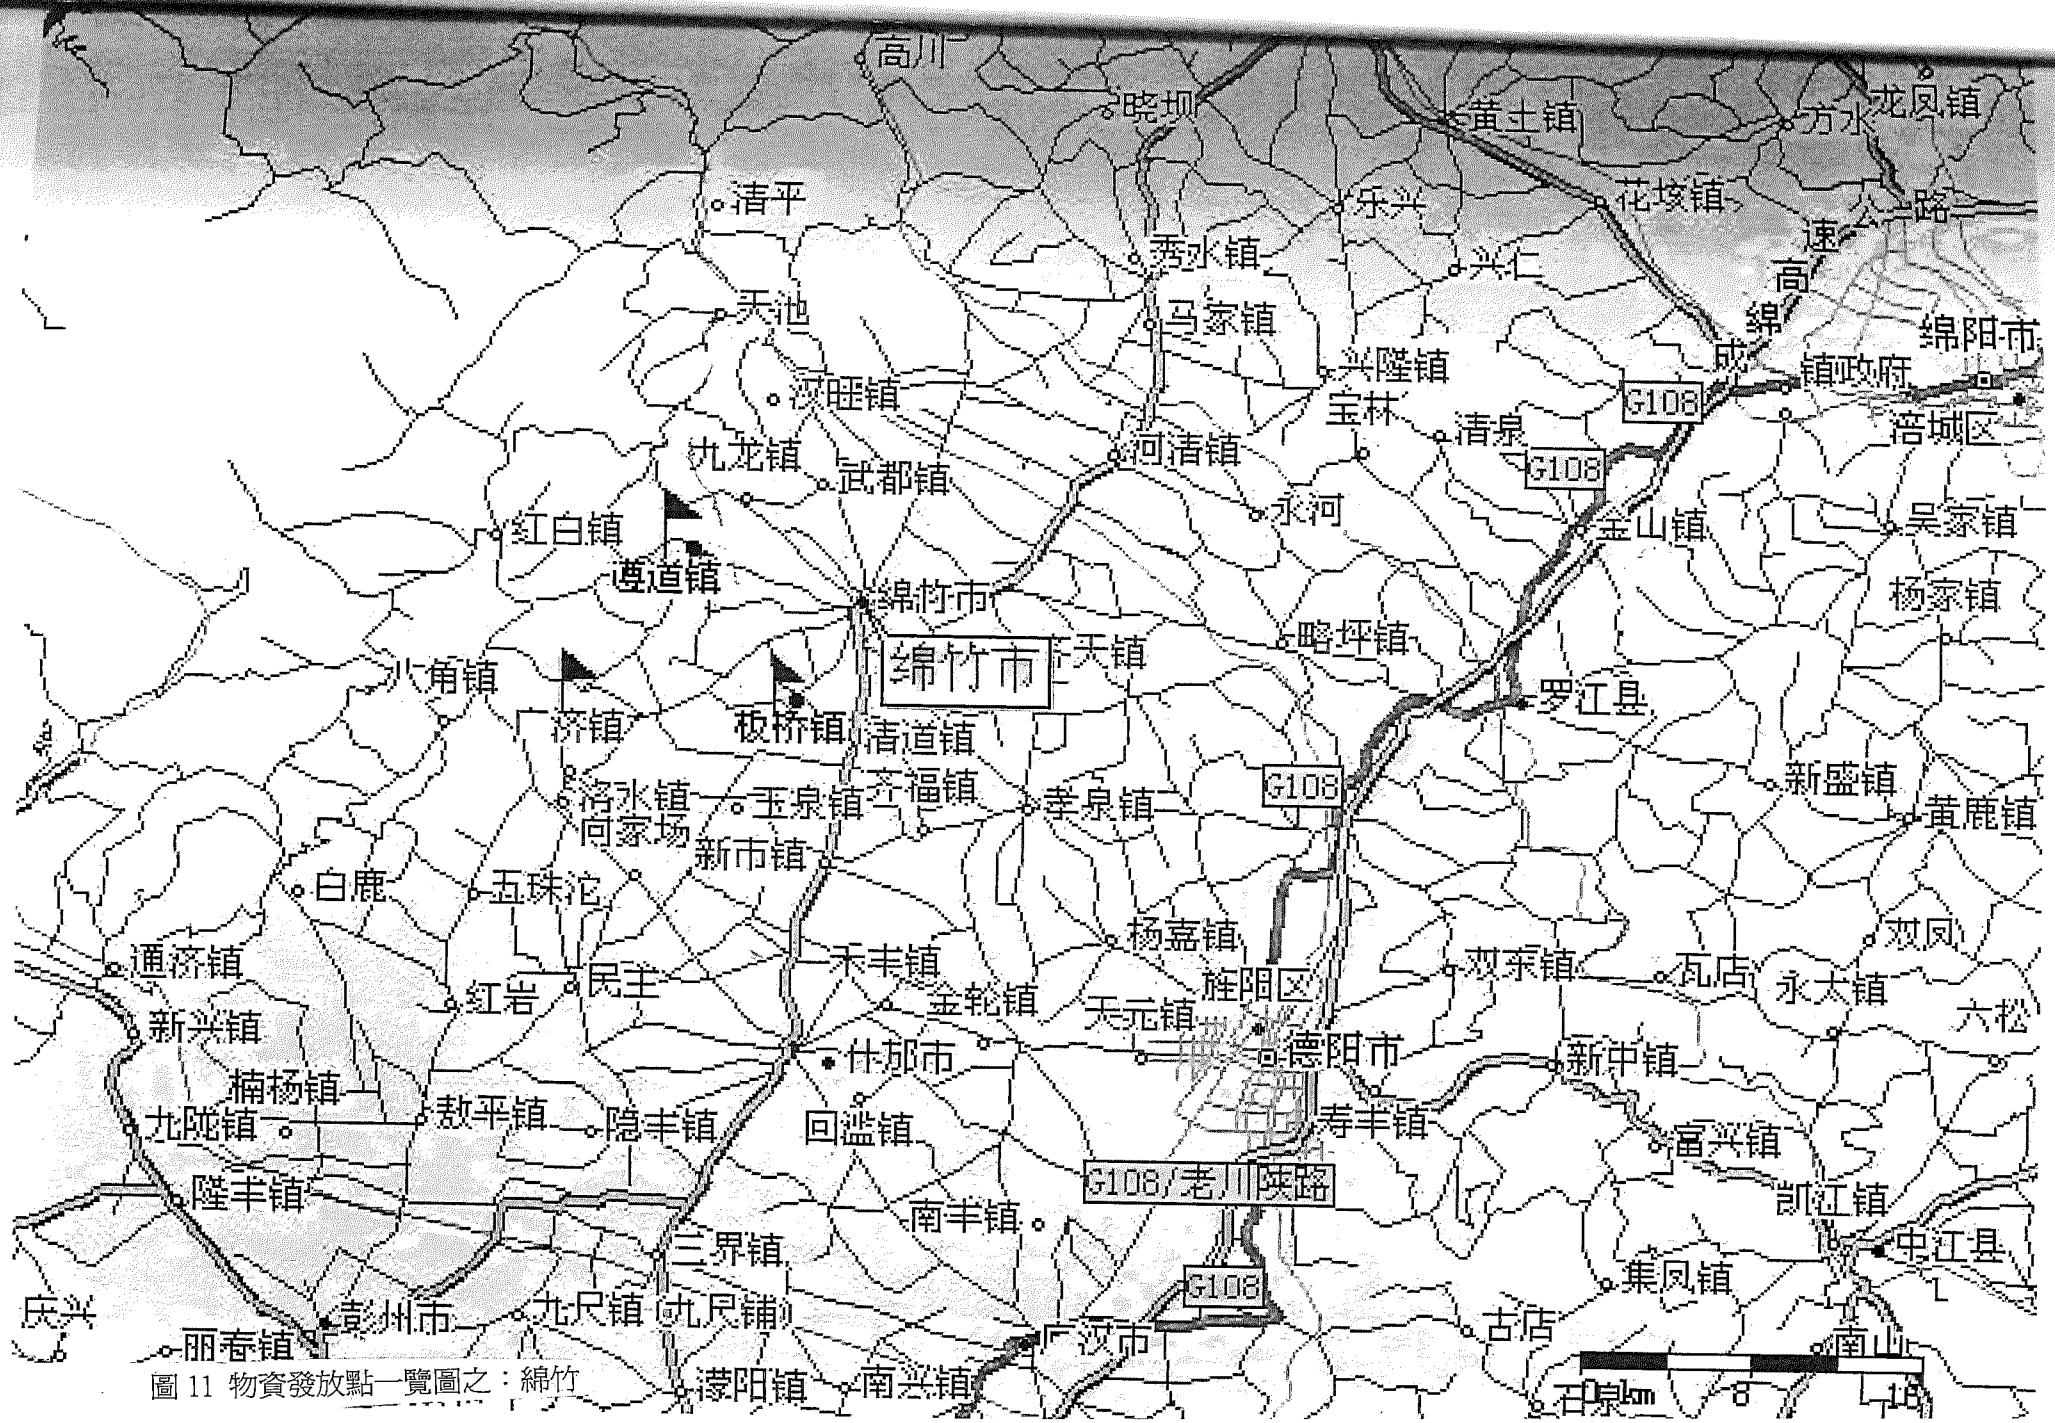 高川
晓坝
黄土镇
方水
龙凤镇
清平
乐兴
花垓镇
路
公
速
高
绵
成
秀水镇
兴仁
天池
马家镇
绵阳市
汉旺镇
兴隆镇
镇政府
宝林
G108
涪城区
九龙镇
武都镇
河清镇
清泉
G108
红白镇
永河
金山镇
吴家镇
遵道镇
绵竹市
杨家镇
绵竹市
天镇
略坪镇
八角镇
罗江县
济镇
板桥镇
清道镇
G108
新盛镇
洛水镇
玉泉镇
齐福镇
孝泉镇
黄鹿镇
何家场
新市镇
白鹿
五珠沱
杨嘉镇
双凤
通济镇
民主
禾丰镇
旌阳区
双东镇
瓦店
永太镇
红岩
金轮镇
天元镇
六松
新兴镇
什邡市
德阳市
新中镇
楠杨镇
九陇镇
敖平镇
隐丰镇
回滥镇
寿丰镇
富兴镇
隆丰镇
G108/老川陕路
凯江镇
南丰镇
三界镇
中江县
集凤镇
G108
庆兴
彭州市
九尺镇
九尺铺
广汉市
古店
丽春镇
南山
圖 11 物資發放點一覽圖之：綿竹
濛阳镇
南兴镇
0 km 8 16